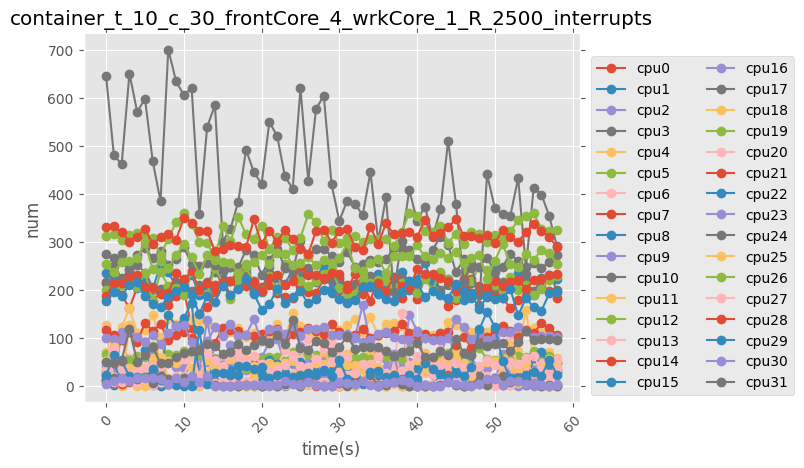 container_t_10_c_30_frontCore_4_wrkCore_1_R_2500_interrupts
num
700
600
500
400
300
200
100
0
0
10
20
30
40
50
60
time(s)
cpu0
cpu1
cpu2
cpu3
cpu4
cpu5
cpu6
cpu7
cpu8
cpu9
cpu10
cpu11
cpu12
cpu13
cpu14
cpu15
cpu16
cpu17
cpu18
cpu19
cpu20
cpu21
cpu22
cpu23
cpu24
cpu25
cpu26
cpu27
cpu28
cpu29
cpu30
cpu31